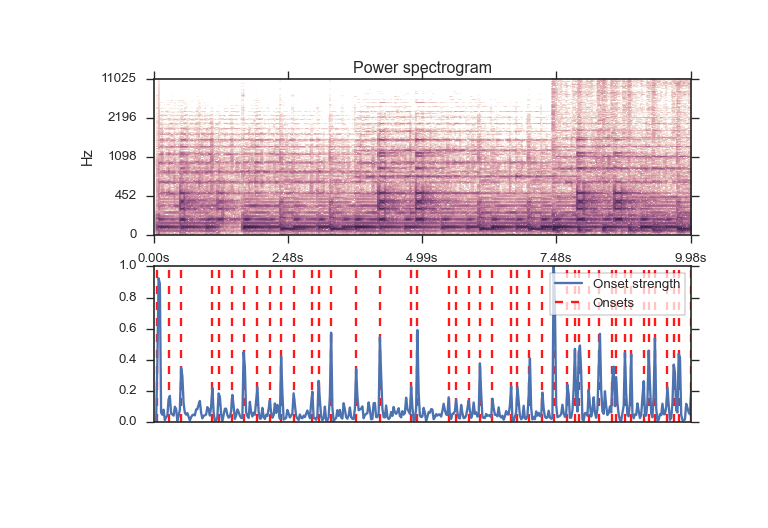 Power spectrogram
11025
2196
1098
452
0
Hz
0.00s 2.48s 4.99s 7.48s 9.98s
1.0
0.8
0.6
0.4
0.2
0.0
Onset strength
Onsets